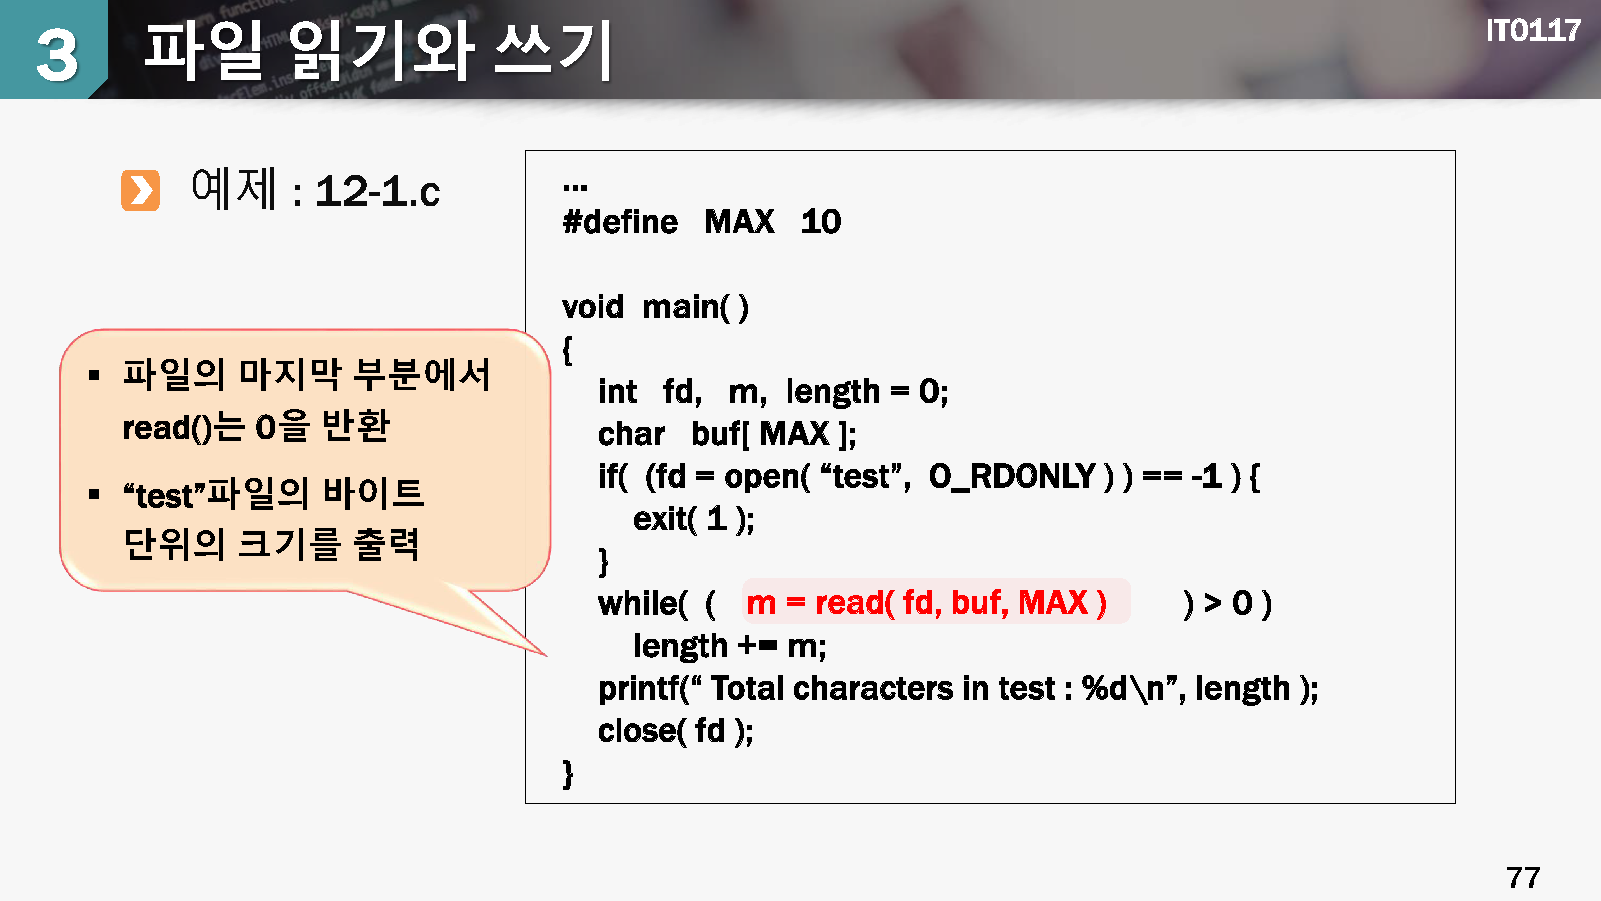 3 파일 읽기와 쓰기
IT0117
예제 : 12-1.c
▪ 파일의 마지막 부분에서
read()는 0을 반환
▪ “test”파일의 바이트
단위의 크기를 출력
...
#define MAX 10
void main( )
{
int fd, m, length = 0;
char buf[ MAX ];
if( (fd = open( “test”, O_RDONLY ) ) == -1 ) {
exit( 1 );
}
while( ( m = read( fd, buf, MAX ) ) > 0 )
length += m;
printf(“ Total characters in test : %d\n”, length );
close( fd );
}
77